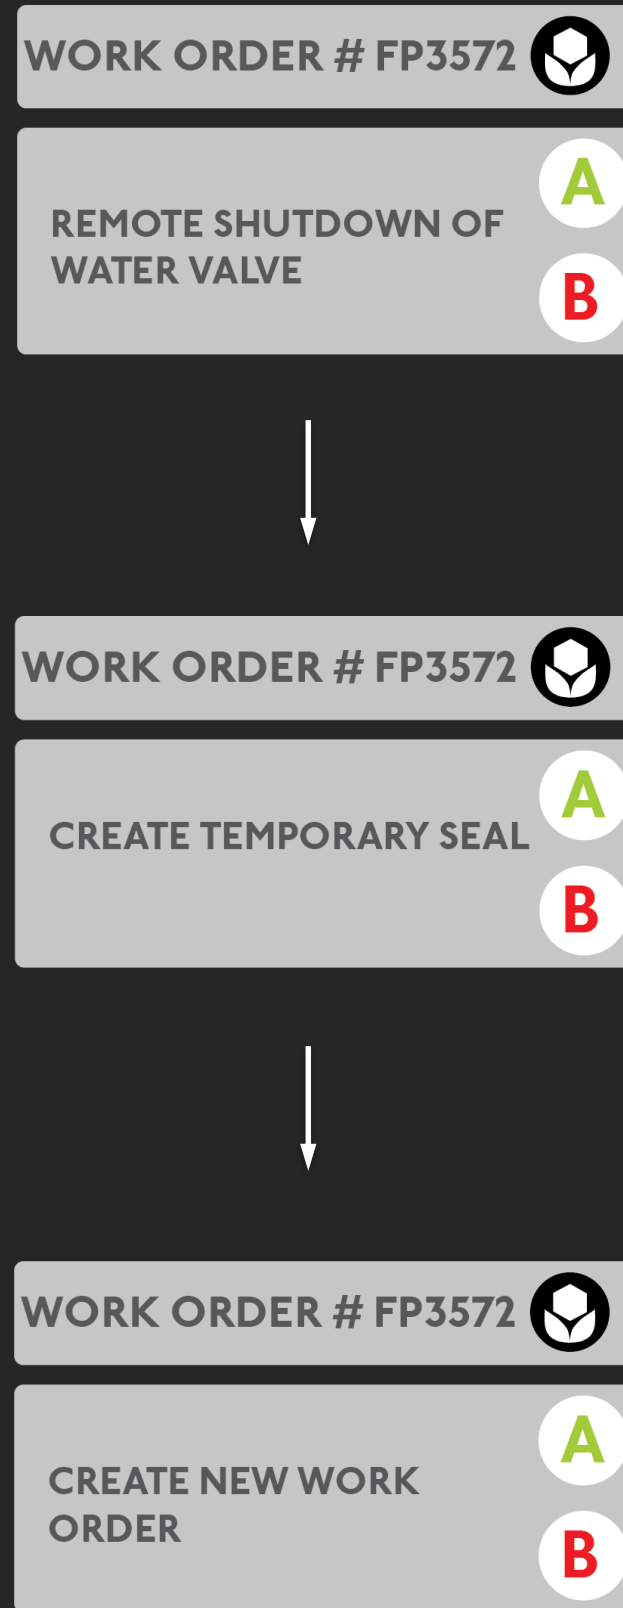 WORK ORDER # FP3572
A
REMOTE SHUTDOWN OF
WATER VALVE
B
WORK ORDER # FP3572
A
CREATE TEMPORARY SEAL
B
WORK ORDER # FP3572
A
CREATE NEW WORK
ORDER
B